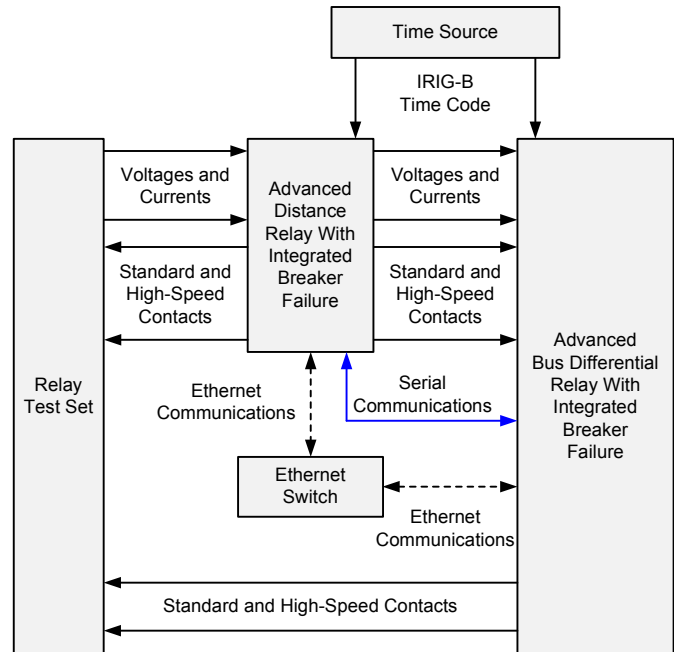 Time Source
IRIG-B
Time Code
Relay
Test Set
Voltages and
Currents
Standard and
High-Speed
Contacts
Advanced
Distance
Relay With
Integrated
Breaker
Failure
Voltages and
Currents
Standard and
High-Speed
Contacts
Advanced
Bus Differential
Relay With
Integrated
Breaker
Failure
Ethernet
Communications
Serial
Communications
Ethernet
Switch
Ethernet
Communications
Standard and High-Speed Contacts